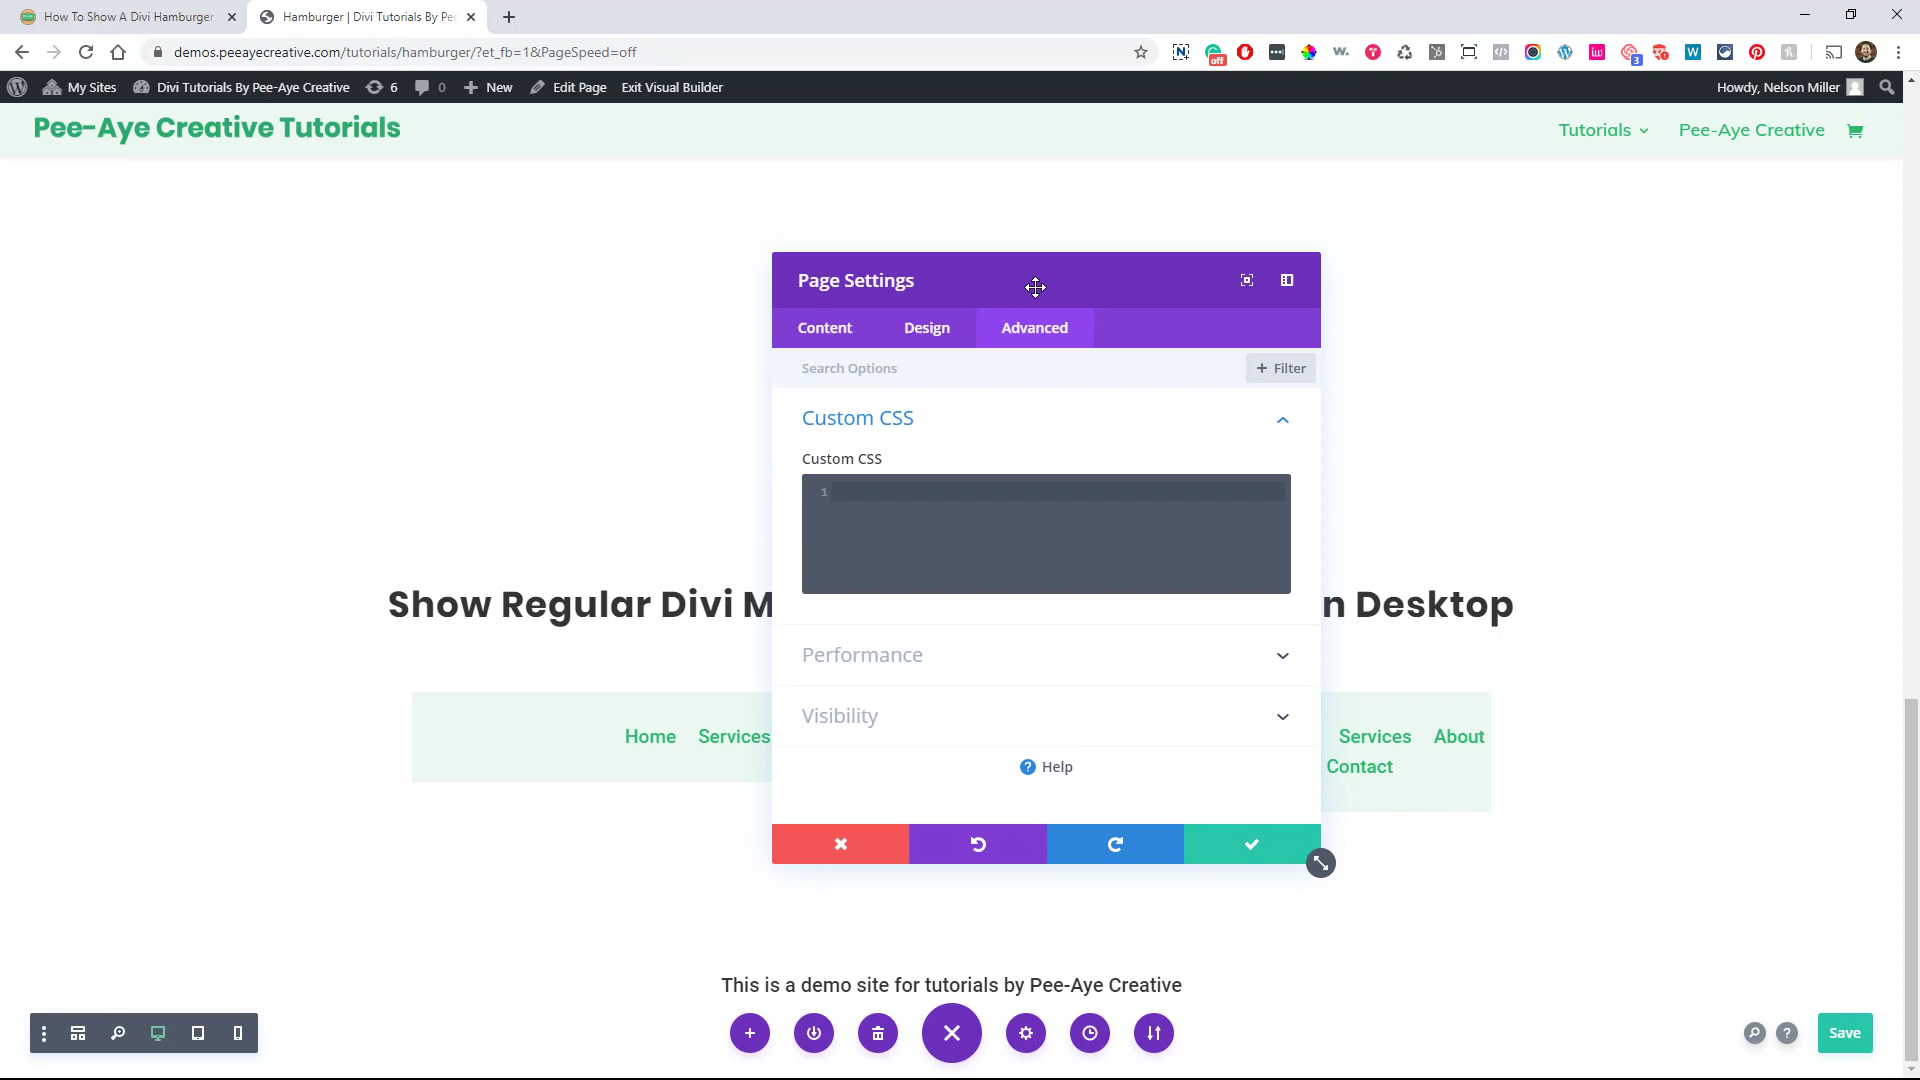 How To Show A Divi Hamburger
Hamburger | Divi Tutorials By Pe
demos.peeayecreative.com/tutorials/hamburger/?et_fb=1&PageSpeed=off
off
3
My Sites
Divi Tutorials By Pee-Aye Creative
6
0
New
Edit Page
Exit Visual Builder
Howdy, Nelson Miller
Pee-Aye Creative Tutorials
Tutorials
Pee-Aye Creative
Page Settings
Content
Design
Advanced
Search Options
+ Filter
Custom CSS
Custom CSS
1
Show Regular Divi M
n Desktop
Performance
Visibility
Home
Services
Services
About
Contact
? Help
This is a demo site for tutorials by Pee-Aye Creative
?
Save